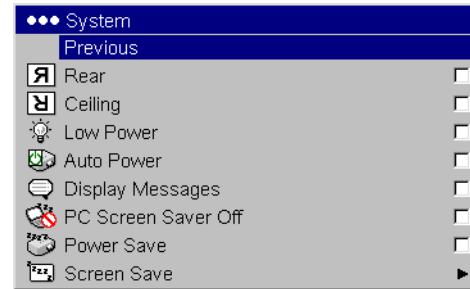 System
Previous
Rear
Ceiling
Low Power
Auto Power
Display Messages
PC Screen Saver Off
Power Save
Screen Save